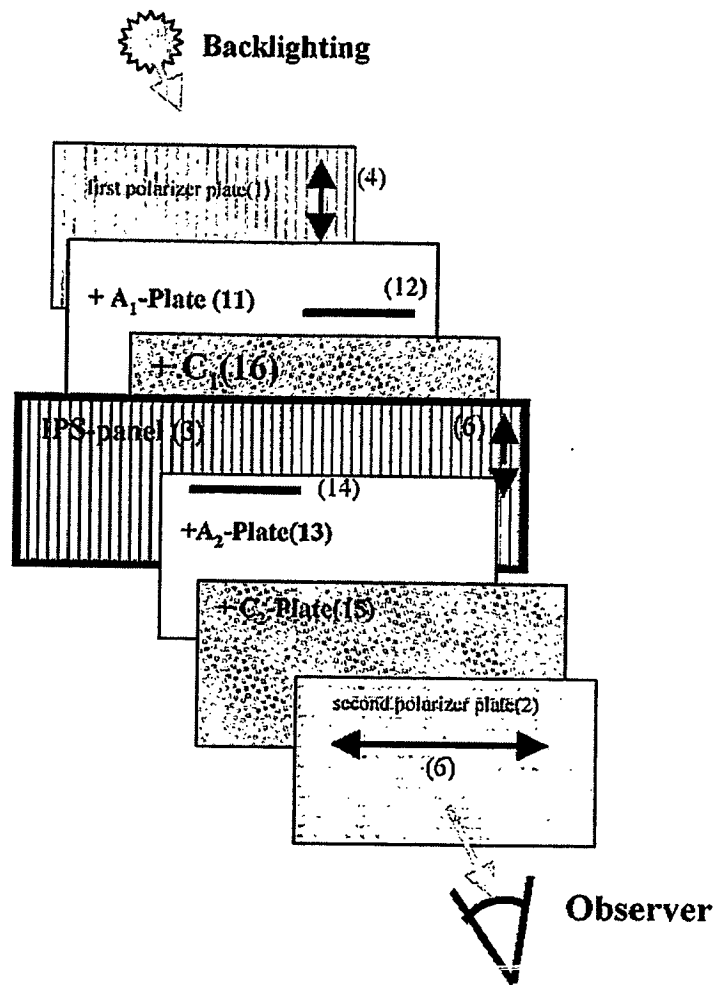 Backlighting
first polarizer plate(1)
(4)
+ A₁-Plate (11)
(12)
+ C₁(16)
IPS-panel (3)
(6)
(14)
+A₂-Plate(13)
+ C₂-Plate(15)
second polarizer plate(2)
(6)
Observer